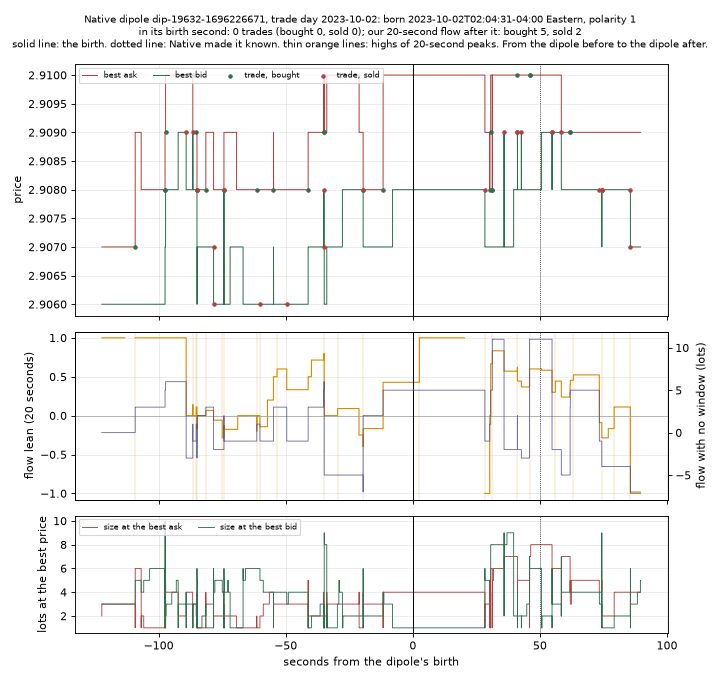 Native dipole dip-19632-1696226671, trade day 2023-10-02: born 2023-10-02T02:04:31-04:00 Eastern, polarity 1
in its birth second: 0 trades (bought 0, sold 0); our 20-second flow after it: bought 5, sold 2
solid line: the birth. dotted line: Native made it known. thin orange lines: highs of 20-second peaks. From the dipole before to the dipole after.
best ask best bid trade, bought trade, sold
2.9100
2.9095
2.9090
2.9085
2.9080
2.9075
2.9070
2.9065
2.9060
price
1.0
0.5
0.0
−0.5
−1.0
flow lean (20 seconds)
10
5
0
−5
flow with no window (lots)
size at the best ask size at the best bid
10
8
6
4
2
lots at the best price
−100 −50 0 50 100
seconds from the dipole's birth